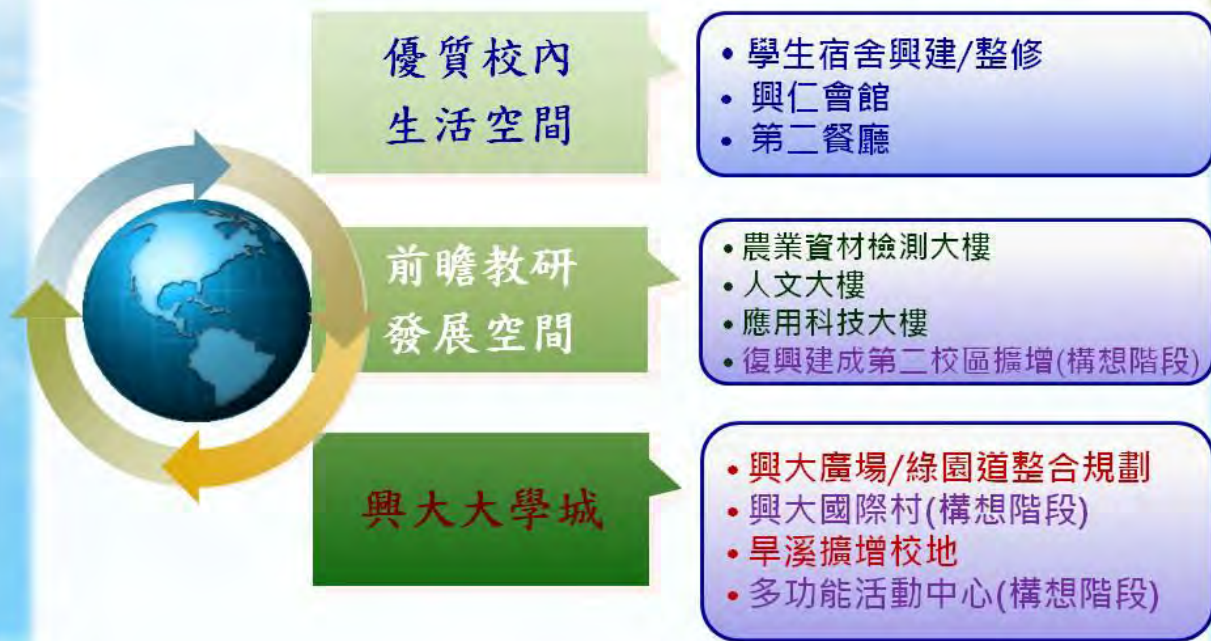 優質校內
生活空間
• 學生宿舍興建/整修
• 興仁會館
• 第二餐廳
前瞻教研
發展空間
• 農業資材檢測大樓
• 人文大樓
• 應用科技大樓
• 復興建成第二校區擴增(構想階段)
興大大學城
• 興大廣場/綠園道整合規劃
• 興大國際村(構想階段)
• 旱溪擴增校地
• 多功能活動中心(構想階段)